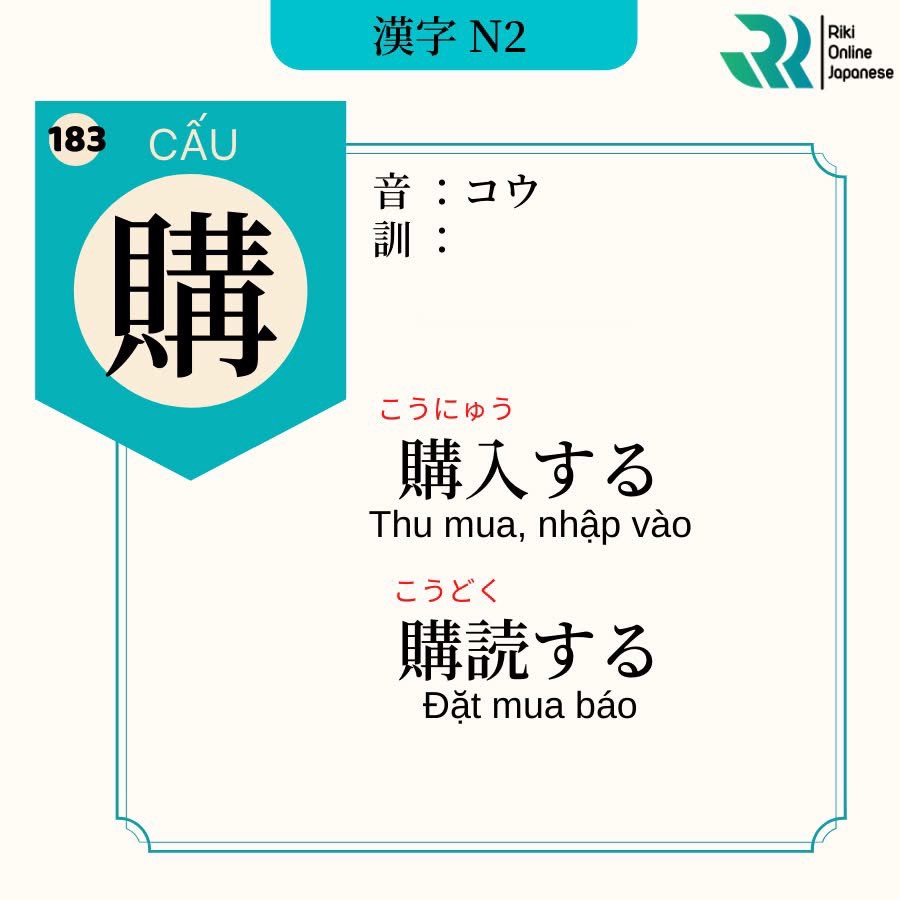 漢字 N2
Riki
Online
Japanese
183
CẤU
購
音 : コウ
訓 :
こうにゅう
購入する
Thu mua, nhập vào
こうどく
購読する
Đặt mua báo